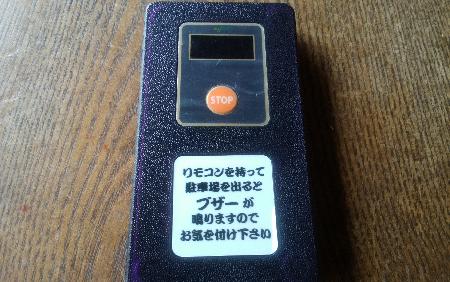 STOP
リモコンを持って
駐車場を出ると
ブザーが
鳴りますので
お気を付け下さい